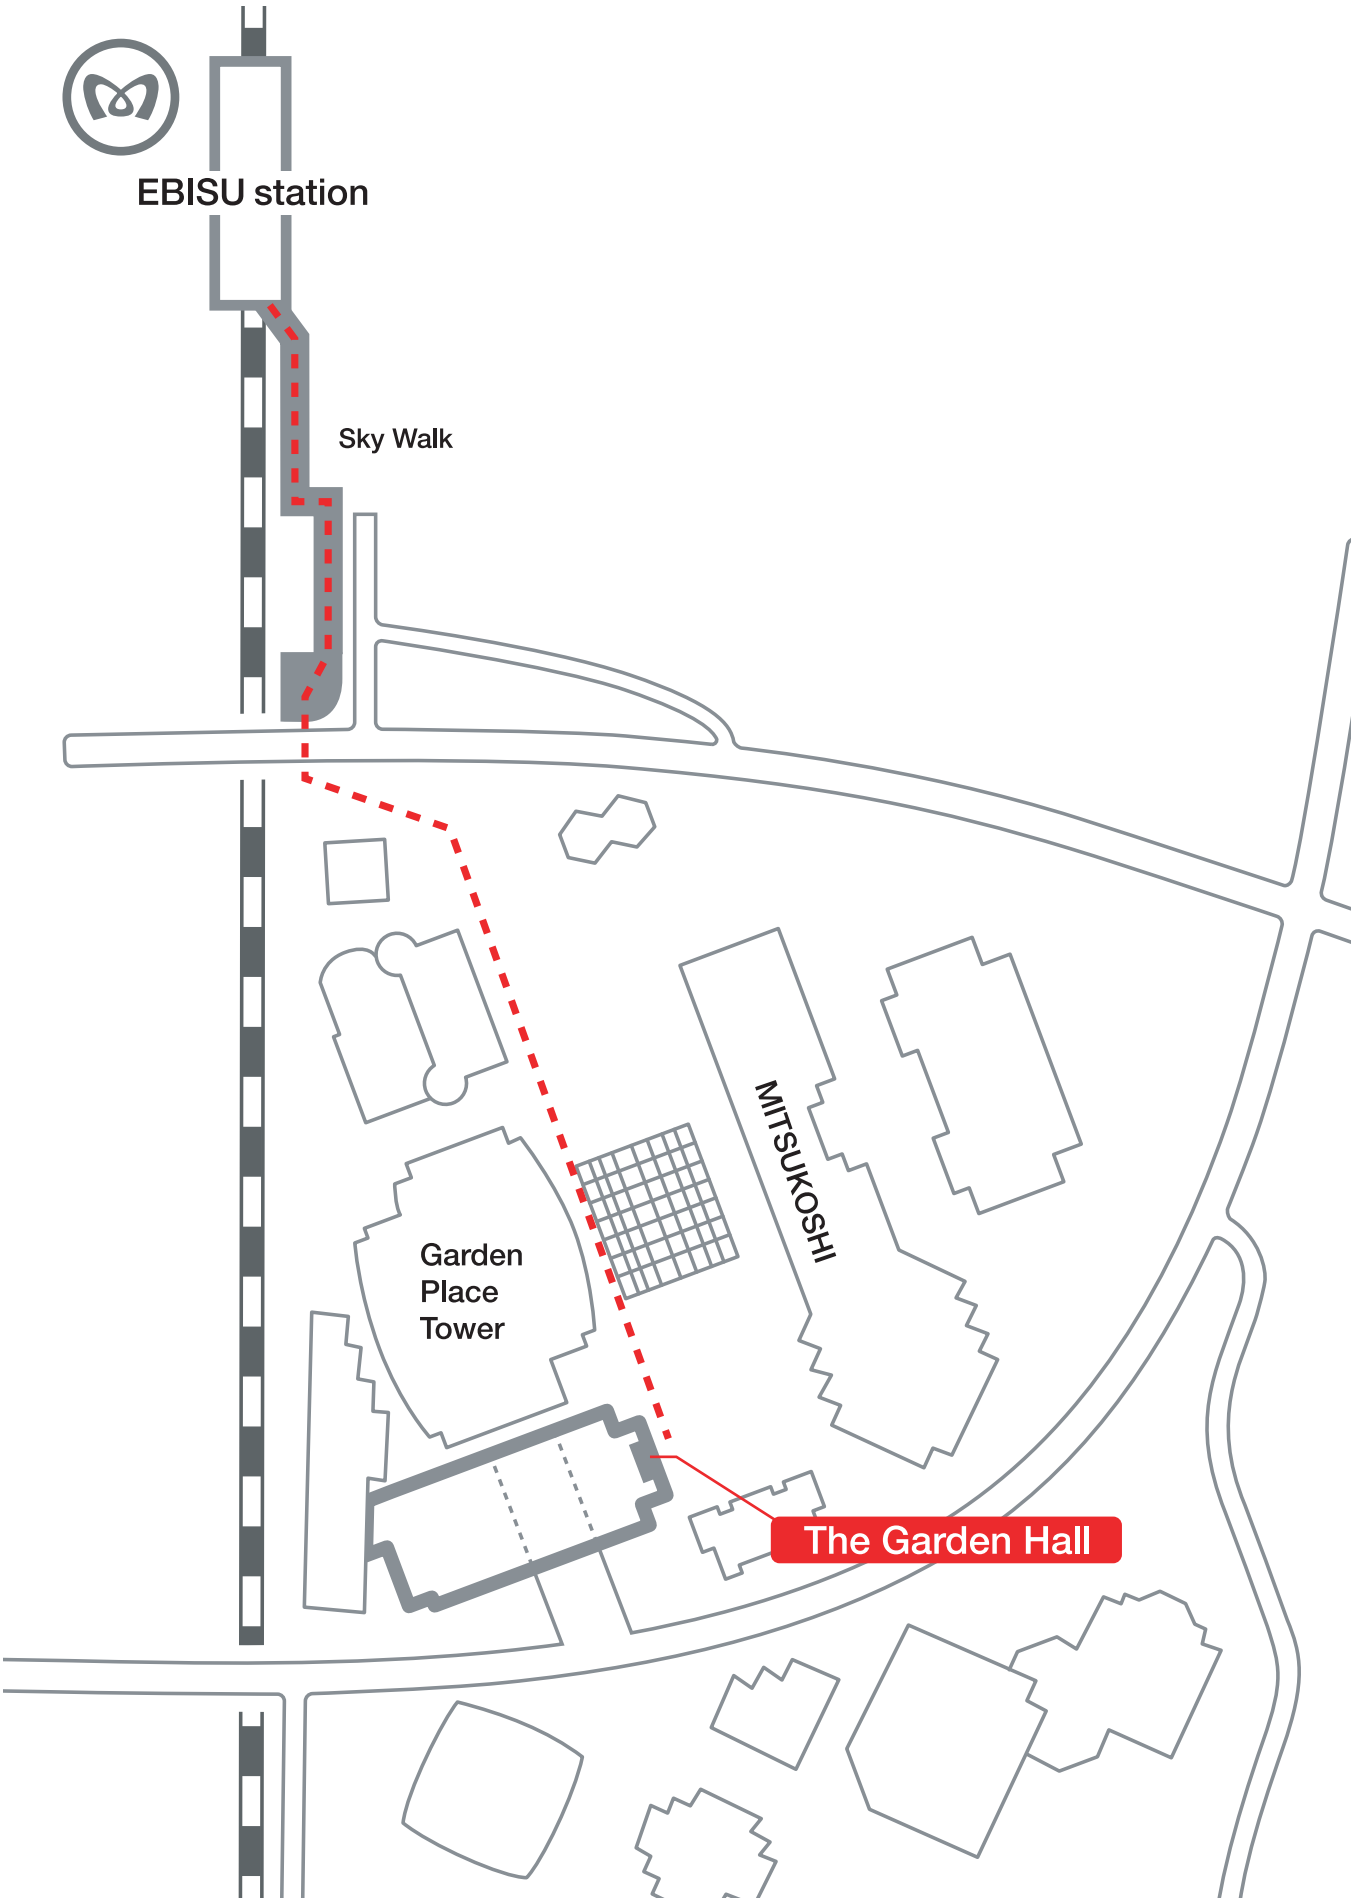 EBISU station
Sky Walk
MITSUKOSHI
Garden
Place
Tower
The Garden Hall